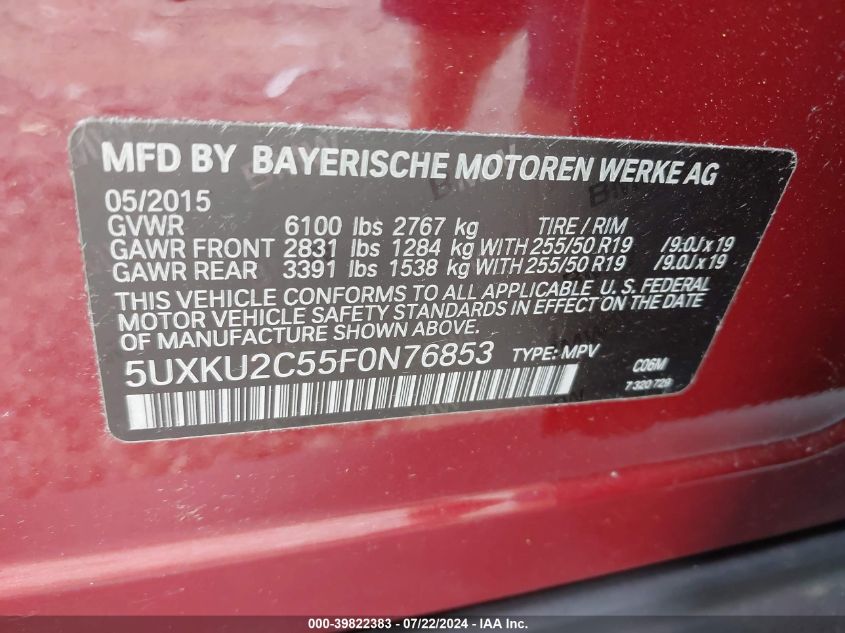 MFD BY BAYERISCHE MOTOREN WERKE AG
05/2015
GVWR 6100 lbs 2767 kg TIRE / RIM
GAWR FRONT 2831 lbs 1284 kg WITH 255/50 R19 /9.0J x 19
GAWR REAR 3391 lbs 1538 kg WITH 255/50 R19 /9.0J x 19
THIS VEHICLE CONFORMS TO ALL APPLICABLE U. S. FEDERAL
MOTOR VEHICLE SAFETY STANDARDS IN EFFECT ON THE DATE
OF MANUFACTURE SHOWN ABOVE.
5UXKU2C55F0N76853 TYPE: MPV C06M
7 320 729
000-39822383 - 07/22/2024 - IAA Inc.